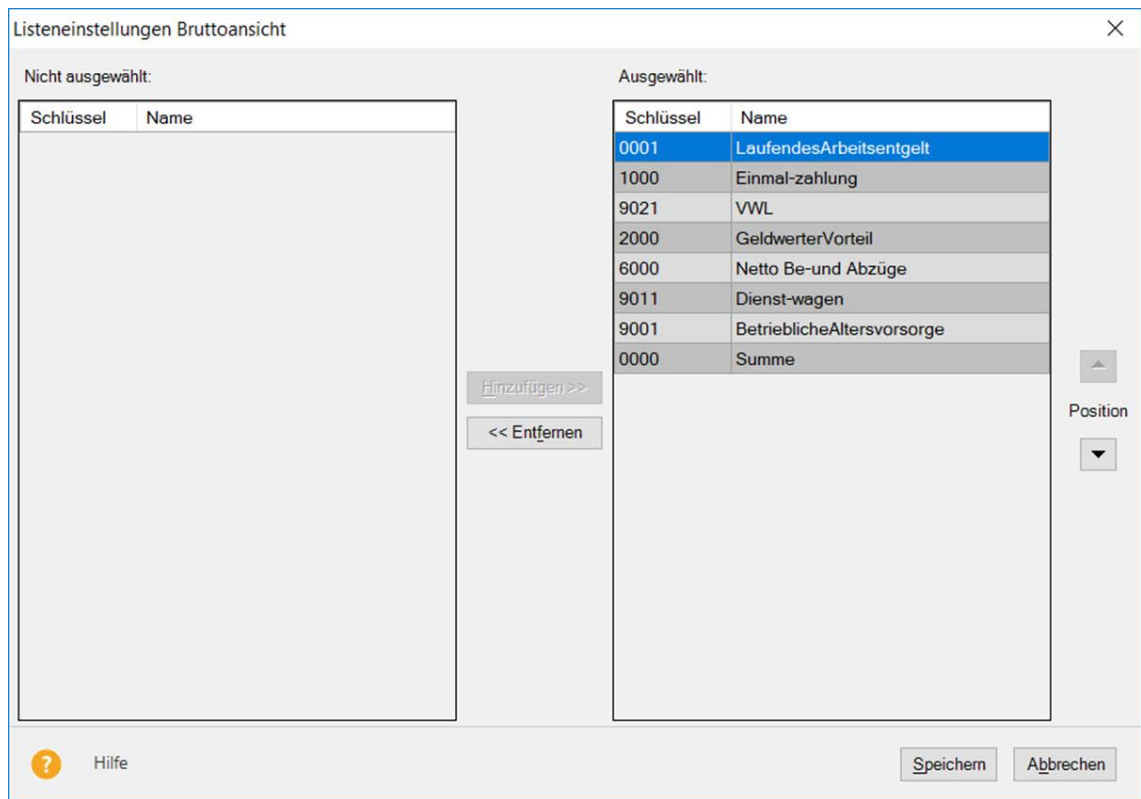 Listeneinstellungen Bruttoansicht
Nicht ausgewählt:
Schlüssel Name
Hinzufügen >>
<< Entfernen
Ausgewählt:
Schlüssel Name
0001 LaufendesArbeitsentgelt
1000 Einmal-zahlung
9021 VWL
2000 GeldwerterVorteil
6000 Netto Be-und Abzüge
9011 Dienst-wagen
9001 BetrieblicheAltersvorsorge
0000 Summe
Position
? Hilfe
Speichern Abbrechen